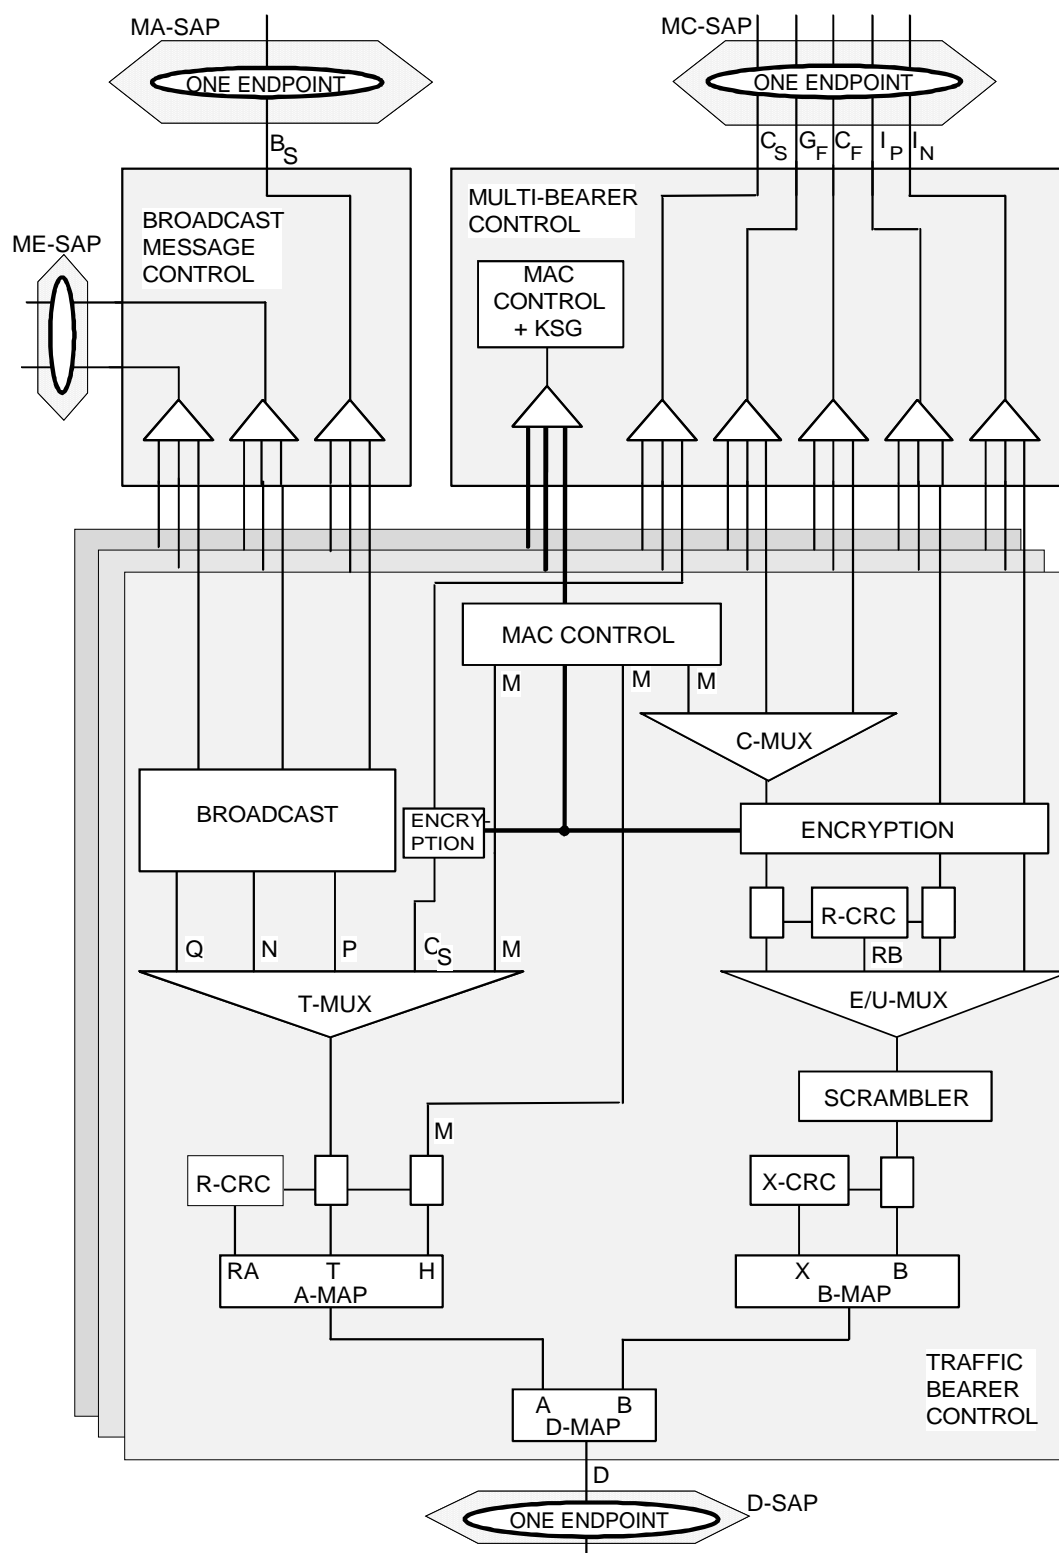 MA-SAP
MC-SAP
ONE ENDPOINT
ONE ENDPOINT
BS
CS GF CF IP IN
BROADCAST
MESSAGE
CONTROL
MULTI-BEARER
CONTROL
ME-SAP
MAC
CONTROL
+ KSG
MAC CONTROL
M
M
M
C-MUX
BROADCAST
ENCRY-
PTION
ENCRYPTION
R-CRC
Q
N
P
CS
M
RB
T-MUX
E/U-MUX
SCRAMBLER
M
R-CRC
X-CRC
RA
T
H
A-MAP
X
B
B-MAP
TRAFFIC
BEARER
CONTROL
A
B
D-MAP
D
D-SAP
ONE ENDPOINT